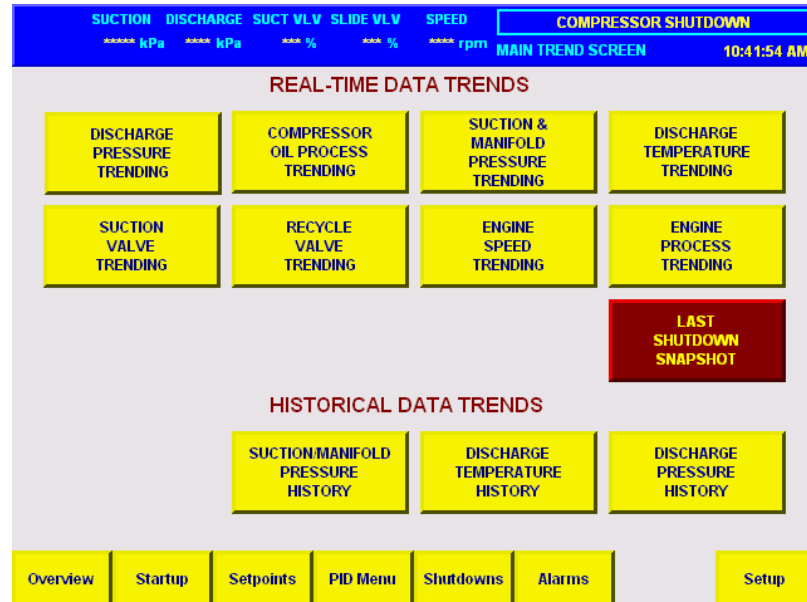 SUCTION DISCHARGE SUCT VLV SLIDE VLV SPEED COMPRESSOR SHUTDOWN
***** kPa **** kPa *** % *** % **** rpm MAIN TREND SCREEN 10:41:54 AM
REAL-TIME DATA TRENDS
DISCHARGE
PRESSURE
TRENDING
COMPRESSOR
OIL PROCESS
TRENDING
SUCTION &
MANIFOLD
PRESSURE
TRENDING
DISCHARGE
TEMPERATURE
TRENDING
SUCTION
VALVE
TRENDING
RECYCLE
VALVE
TRENDING
ENGINE
SPEED
TRENDING
ENGINE
PROCESS
TRENDING
LAST
SHUTDOWN
SNAPSHOT
HISTORICAL DATA TRENDS
SUCTION/MANIFOLD
PRESSURE
HISTORY
DISCHARGE
TEMPERATURE
HISTORY
DISCHARGE
PRESSURE
HISTORY
Overview Startup Setpoints PID Menu Shutdowns Alarms Setup